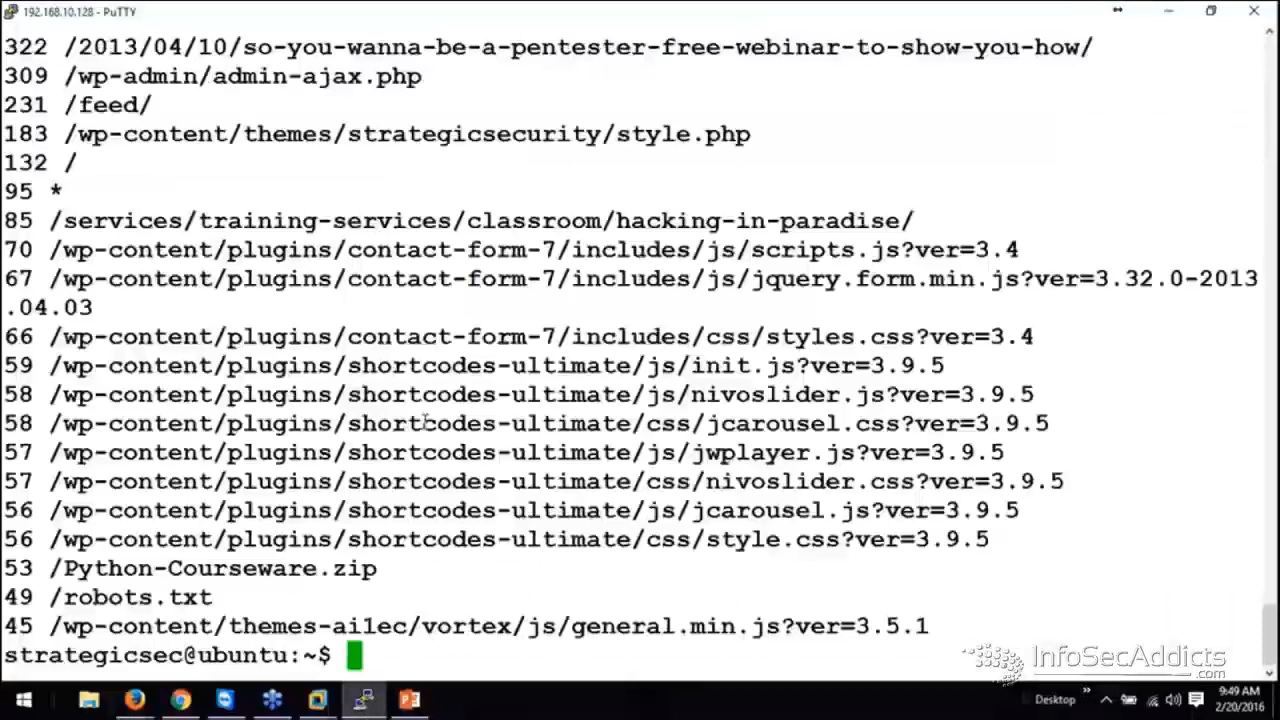 192.168.10.128 - PuTTY
322 /2013/04/10/so-you-wanna-be-a-pentester-free-webinar-to-show-you-how/
309 /wp-admin/admin-ajax.php
231 /feed/
183 /wp-content/themes/strategicsecurity/style.php
132 /
95 *
85 /services/training-services/classroom/hacking-in-paradise/
70 /wp-content/plugins/contact-form-7/includes/js/scripts.js?ver=3.4
67 /wp-content/plugins/contact-form-7/includes/js/jquery.form.min.js?ver=3.32.0-2013
.04.03
66 /wp-content/plugins/contact-form-7/includes/css/styles.css?ver=3.4
59 /wp-content/plugins/shortcodes-ultimate/js/init.js?ver=3.9.5
58 /wp-content/plugins/shortcodes-ultimate/js/nivoslider.js?ver=3.9.5
58 /wp-content/plugins/shortcodes-ultimate/css/jcarousel.css?ver=3.9.5
57 /wp-content/plugins/shortcodes-ultimate/js/jwplayer.js?ver=3.9.5
57 /wp-content/plugins/shortcodes-ultimate/css/nivoslider.css?ver=3.9.5
56 /wp-content/plugins/shortcodes-ultimate/js/jcarousel.js?ver=3.9.5
56 /wp-content/plugins/shortcodes-ultimate/css/style.css?ver=3.9.5
53 /Python-Courseware.zip
49 /robots.txt
45 /wp-content/themes-ai1ec/vortex/js/general.min.js?ver=3.5.1
strategicsec@ubuntu:~$
InfoSecAddicts
.com
Desktop
9:49 AM
2/20/2016